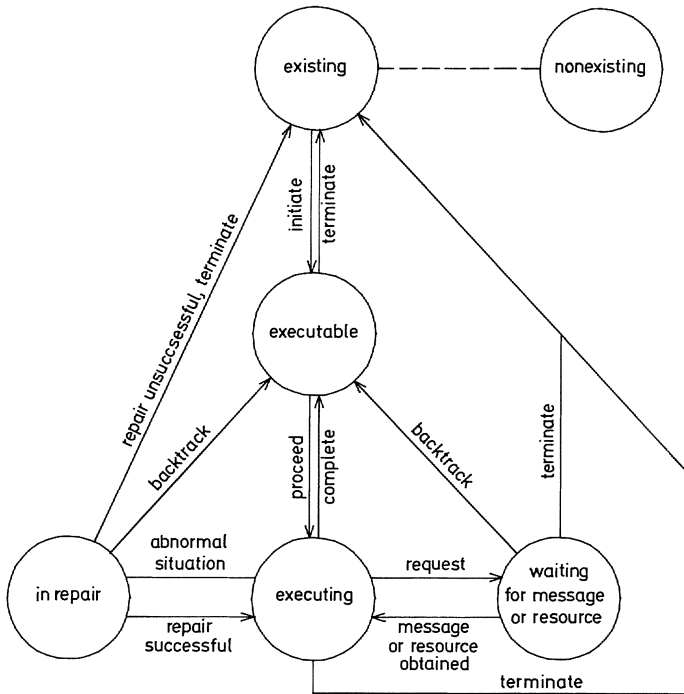 existing
nonexisting
initiate
terminate
repair unsuccsessful, terminate
executable
backtrack
proceed
complete
backtrack
terminate
abnormal
situation
request
in repair
executing
waiting
for message
or resource
repair
successful
message
or resource
obtained
terminate